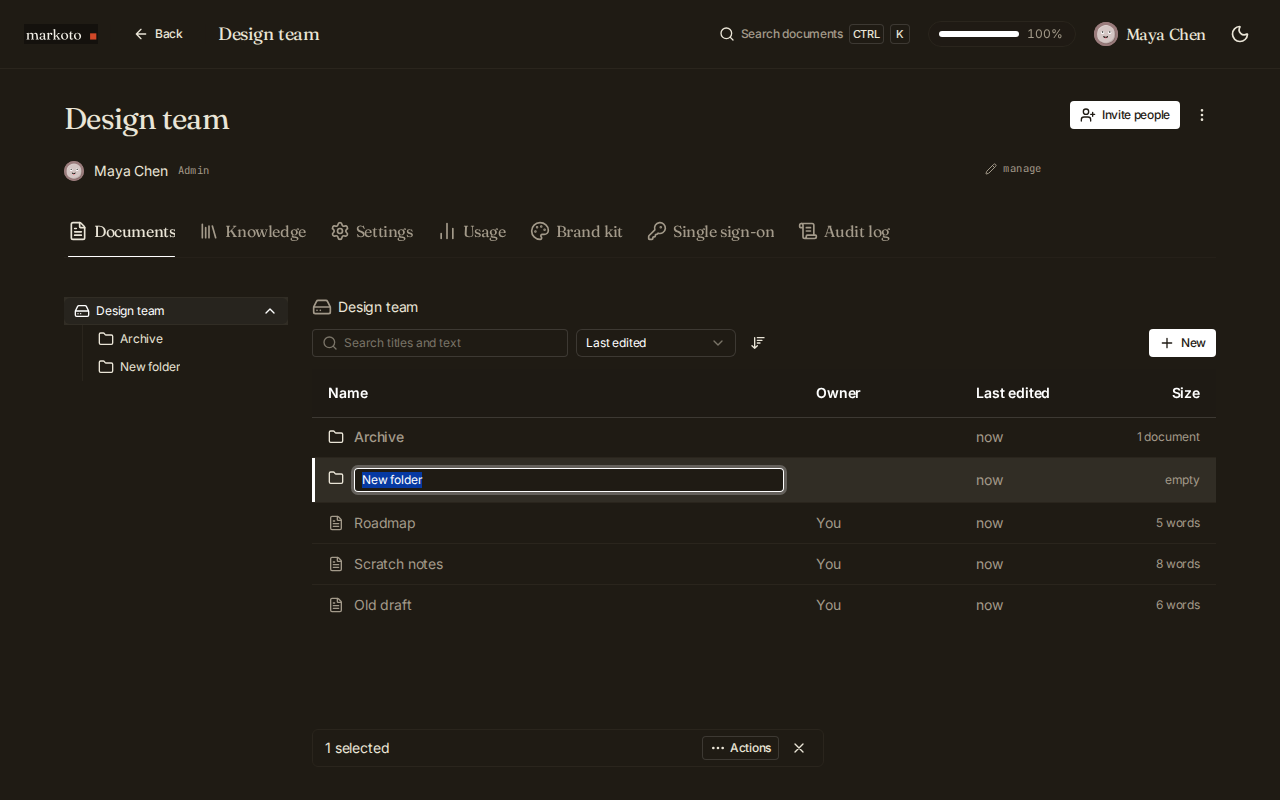 markoto
Back
Design team
Search documents CTRL K
100%
Maya Chen
Design team
Invite people
Maya Chen Admin
manage
Documents Knowledge Settings Usage Brand kit Single sign-on Audit log
Design team
Archive
New folder
Design team
Search titles and text
Last edited
New
Name Owner Last edited Size
Archive now 1 document
New folder now empty
Roadmap You now 5 words
Scratch notes You now 8 words
Old draft You now 6 words
1 selected
Actions